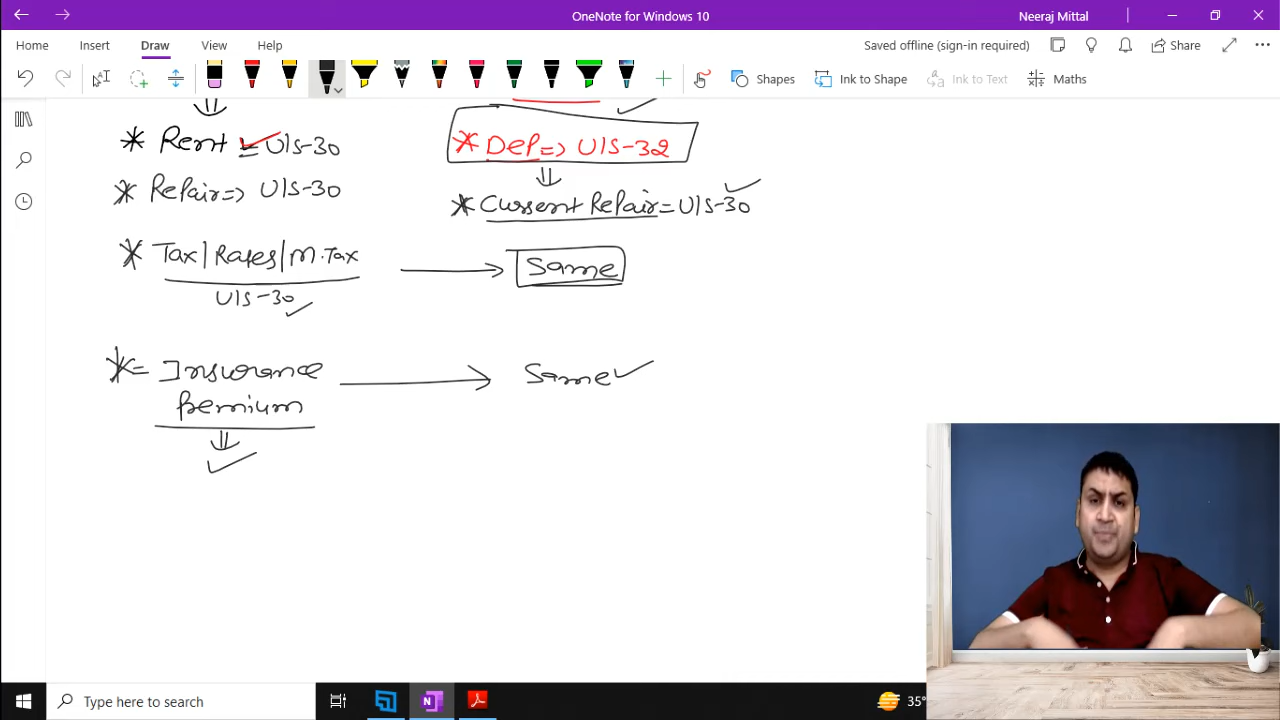 OneNote for Windows 10
Neeraj Mittal
Home
Insert
Draw
View
Help
Saved offline (sign-in required)
Share
Shapes
Ink to Shape
Ink to Text
Maths
* Rent = U|S-30
* Dep => U|S-32
* Repair => U|S-30
* Current Repair = U|S-30
* Tax|Rates|M.Tax
Same
U|S-30
*= Insurance
Same
Premium
Type here to search
N
35°